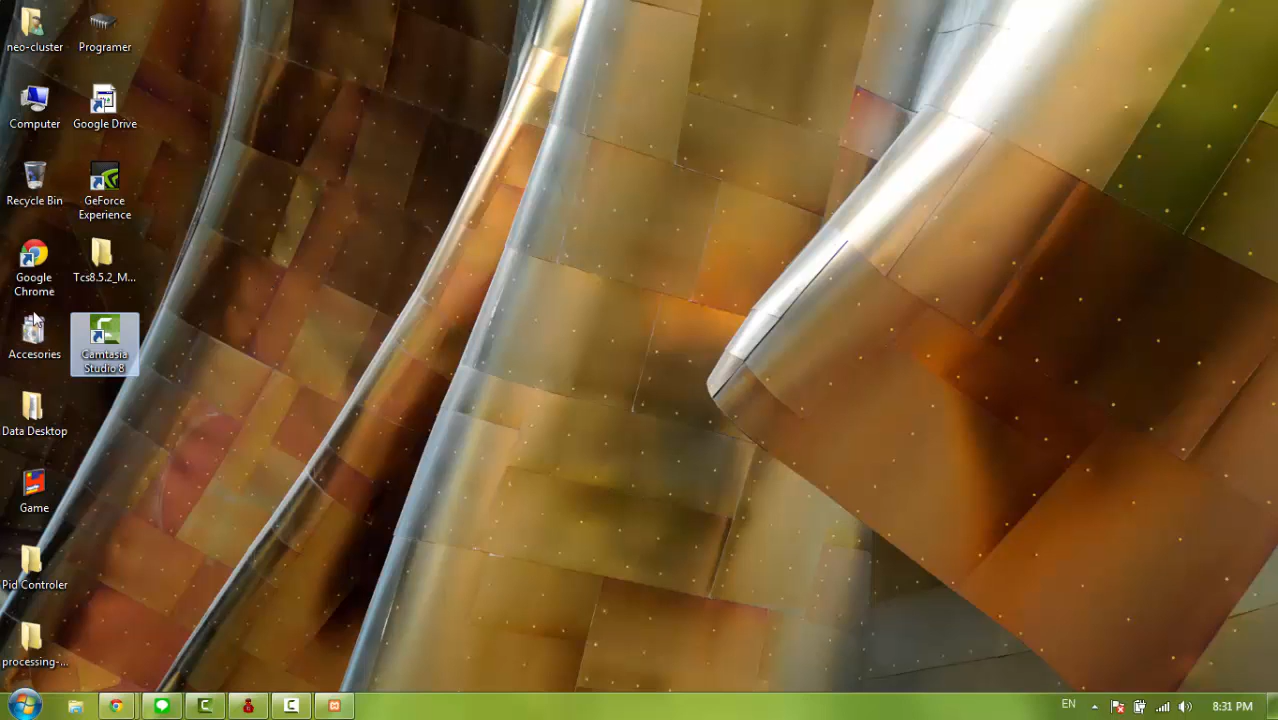 neo-cluster
Programer
Computer
Google Drive
Recycle Bin
GeForce
Experience
Google
Chrome
Tcs8.5.2_M...
Accesories
Camtasia
Studio 8
Data Desktop
Game
Pid Controler
processing-...
EN
8:31 PM